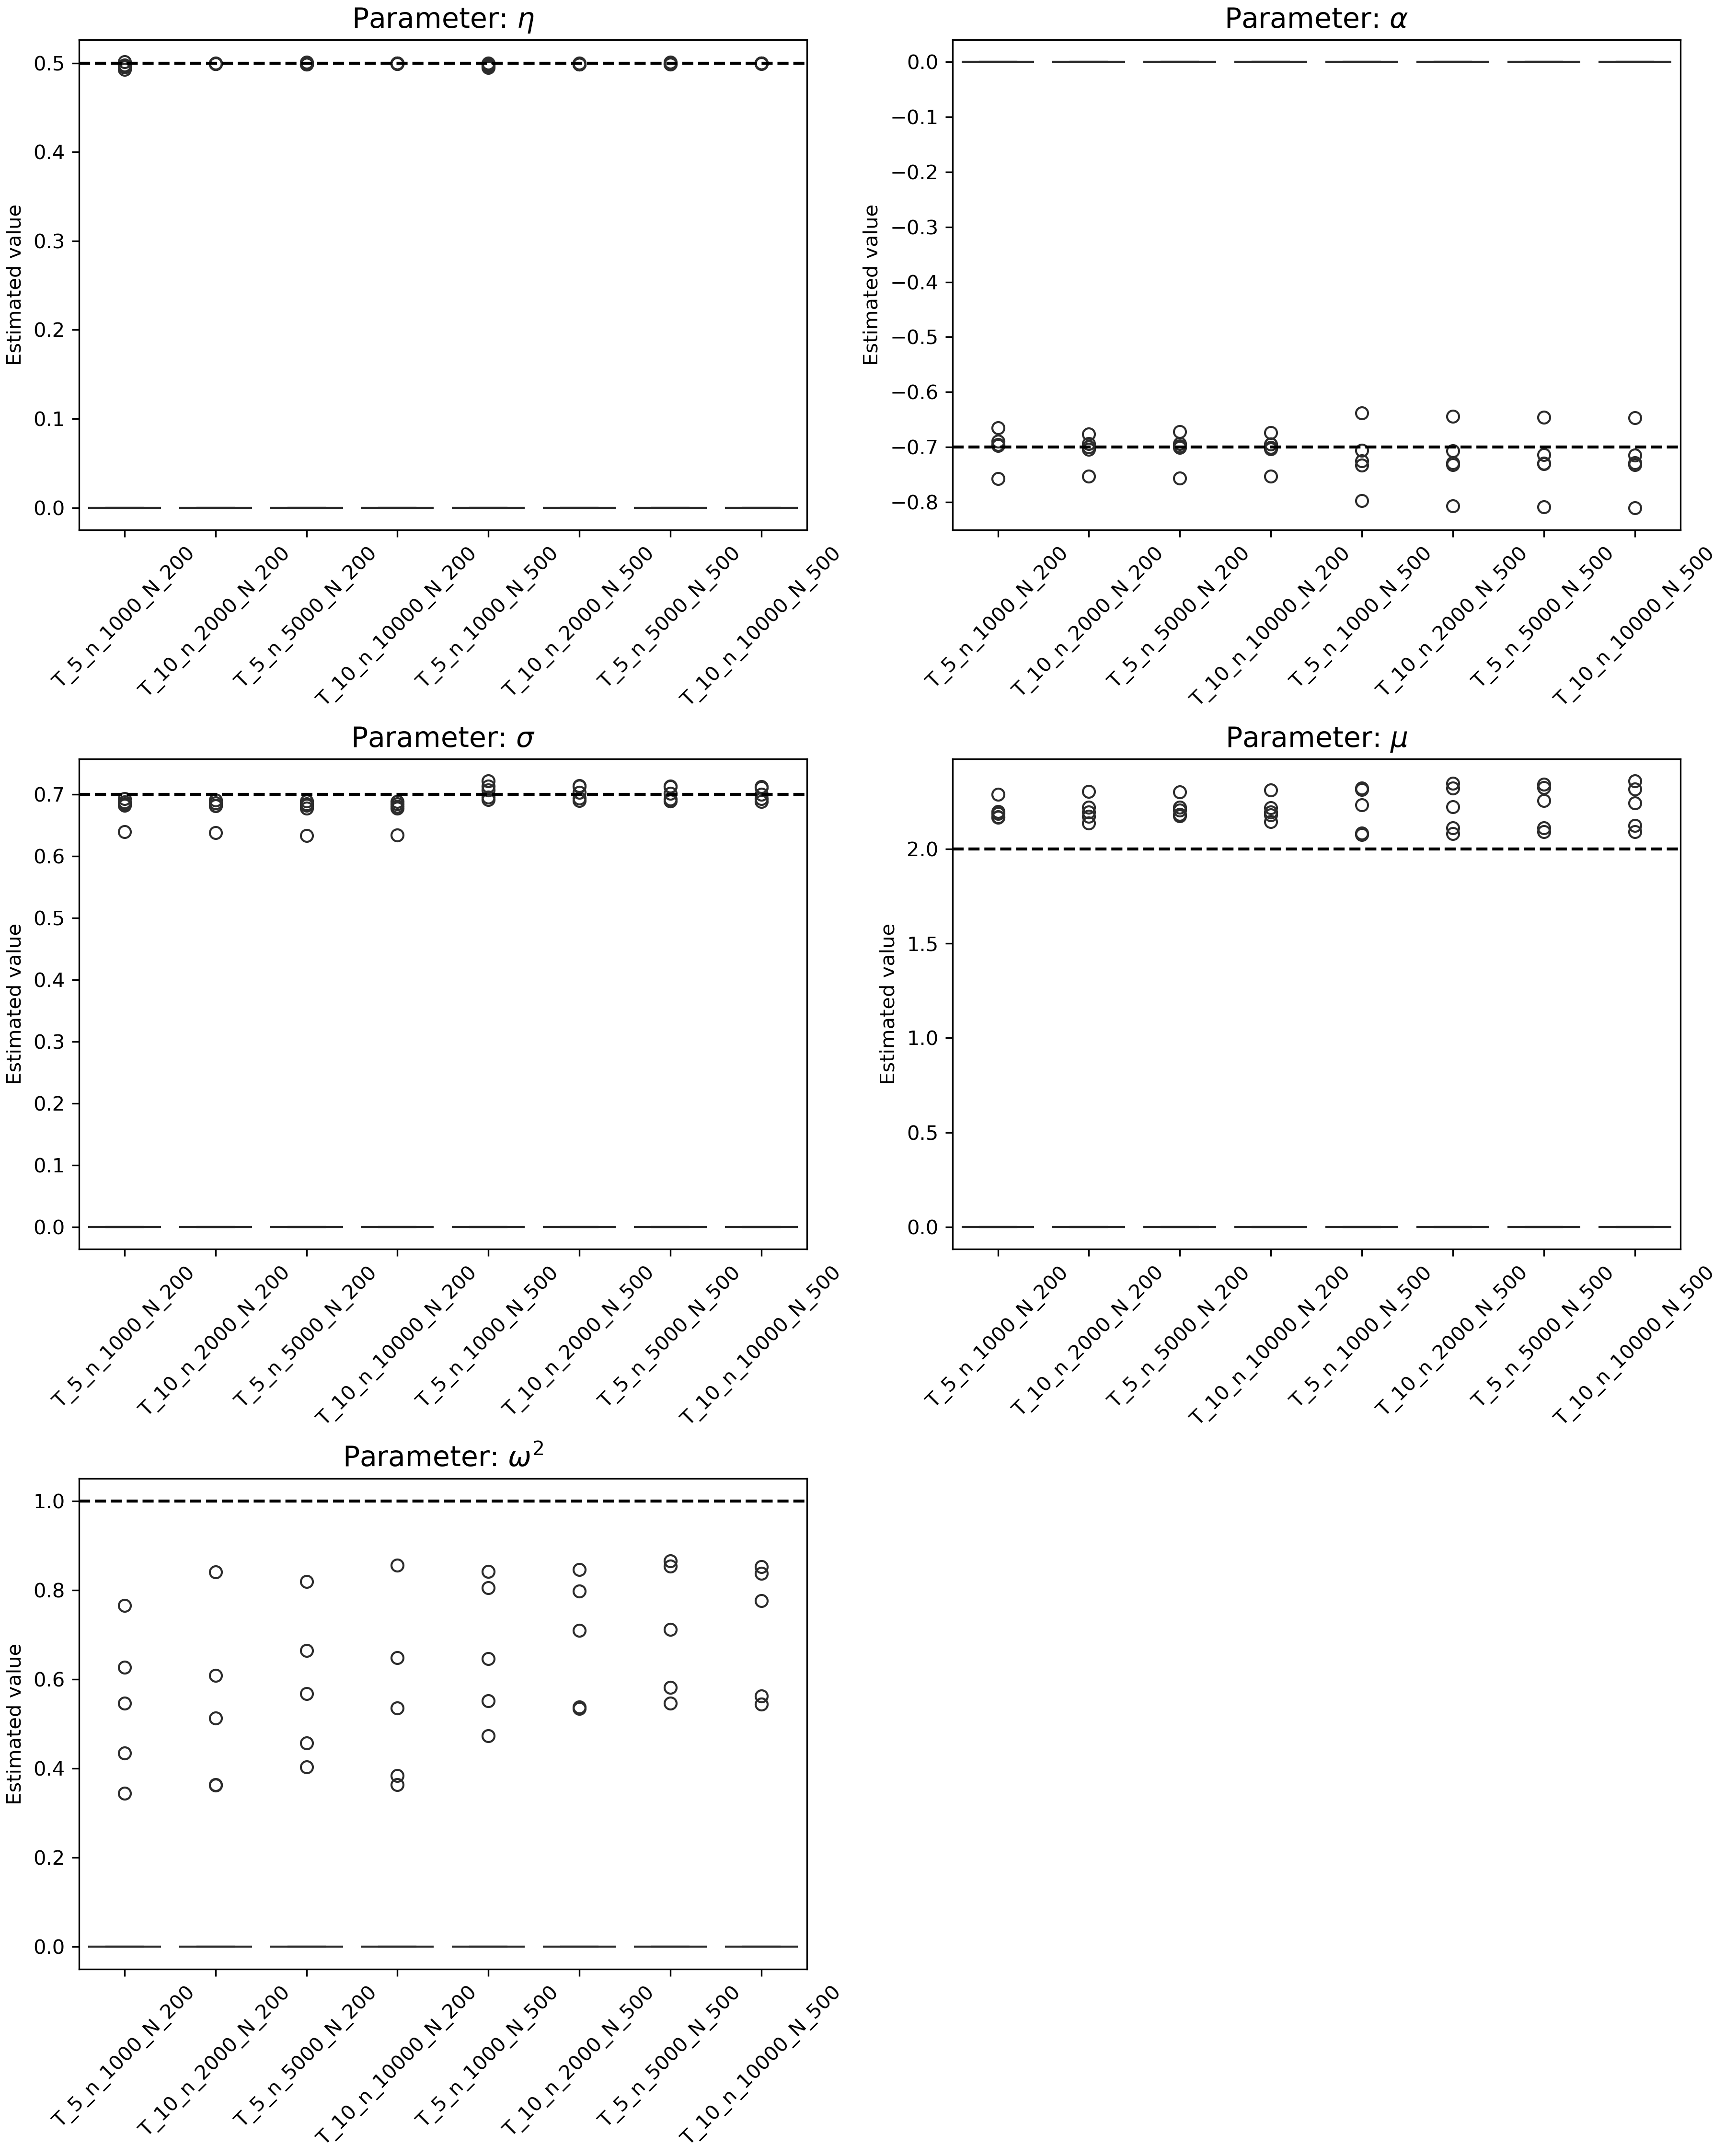 Parameter: η
Estimated value
0.5
0.4
0.3
0.2
0.1
0.0
T_5_n_1000_N_200
T_10_n_2000_N_200
T_5_n_5000_N_200
T_10_n_10000_N_200
T_5_n_1000_N_500
T_10_n_2000_N_500
T_5_n_5000_N_500
T_10_n_10000_N_500
Parameter: α
Estimated value
0.0
−0.1
−0.2
−0.3
−0.4
−0.5
−0.6
−0.7
−0.8
T_5_n_1000_N_200
T_10_n_2000_N_200
T_5_n_5000_N_200
T_10_n_10000_N_200
T_5_n_1000_N_500
T_10_n_2000_N_500
T_5_n_5000_N_500
T_10_n_10000_N_500
Parameter: σ
Estimated value
0.7
0.6
0.5
0.4
0.3
0.2
0.1
0.0
T_5_n_1000_N_200
T_10_n_2000_N_200
T_5_n_5000_N_200
T_10_n_10000_N_200
T_5_n_1000_N_500
T_10_n_2000_N_500
T_5_n_5000_N_500
T_10_n_10000_N_500
Parameter: μ
Estimated value
2.0
1.5
1.0
0.5
0.0
T_5_n_1000_N_200
T_10_n_2000_N_200
T_5_n_5000_N_200
T_10_n_10000_N_200
T_5_n_1000_N_500
T_10_n_2000_N_500
T_5_n_5000_N_500
T_10_n_10000_N_500
Parameter: ω²
Estimated value
1.0
0.8
0.6
0.4
0.2
0.0
T_5_n_1000_N_200
T_10_n_2000_N_200
T_5_n_5000_N_200
T_10_n_10000_N_200
T_5_n_1000_N_500
T_10_n_2000_N_500
T_5_n_5000_N_500
T_10_n_10000_N_500